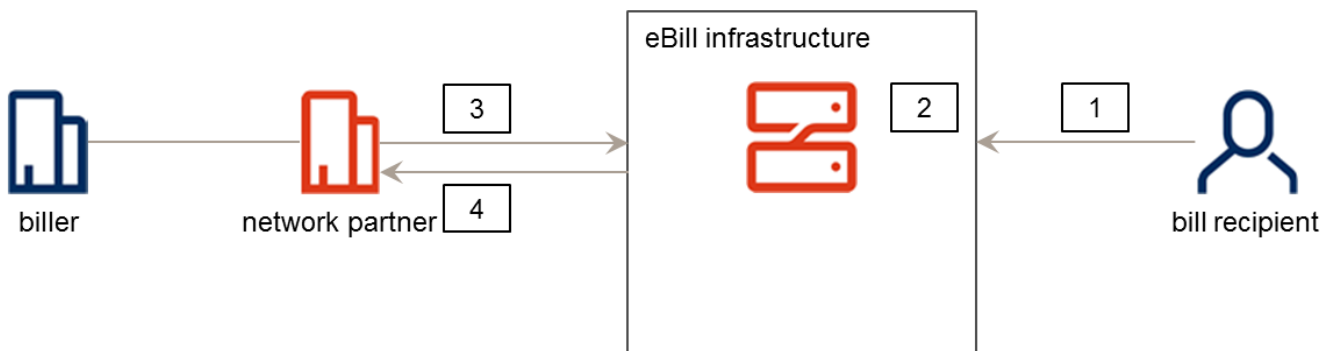 eBill infrastructure
3
2
1
biller
network partner
4
bill recipient